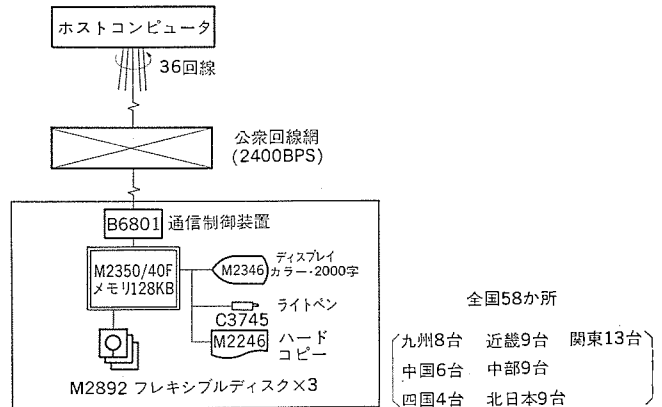 ホストコンピュータ
36回線
公衆回線網
(2400BPS)
B6801 通信制御装置
M2350/40F
メモリ128KB
M2346
ディスプレイ
カラー・2000字
ライトペン
C3745
M2246
ハード
コピー
M2892 フレキシブルディスク×3
全国58か所
九州8台 近畿9台 関東13台
中国6台 中部9台
四国4台 北日本9台